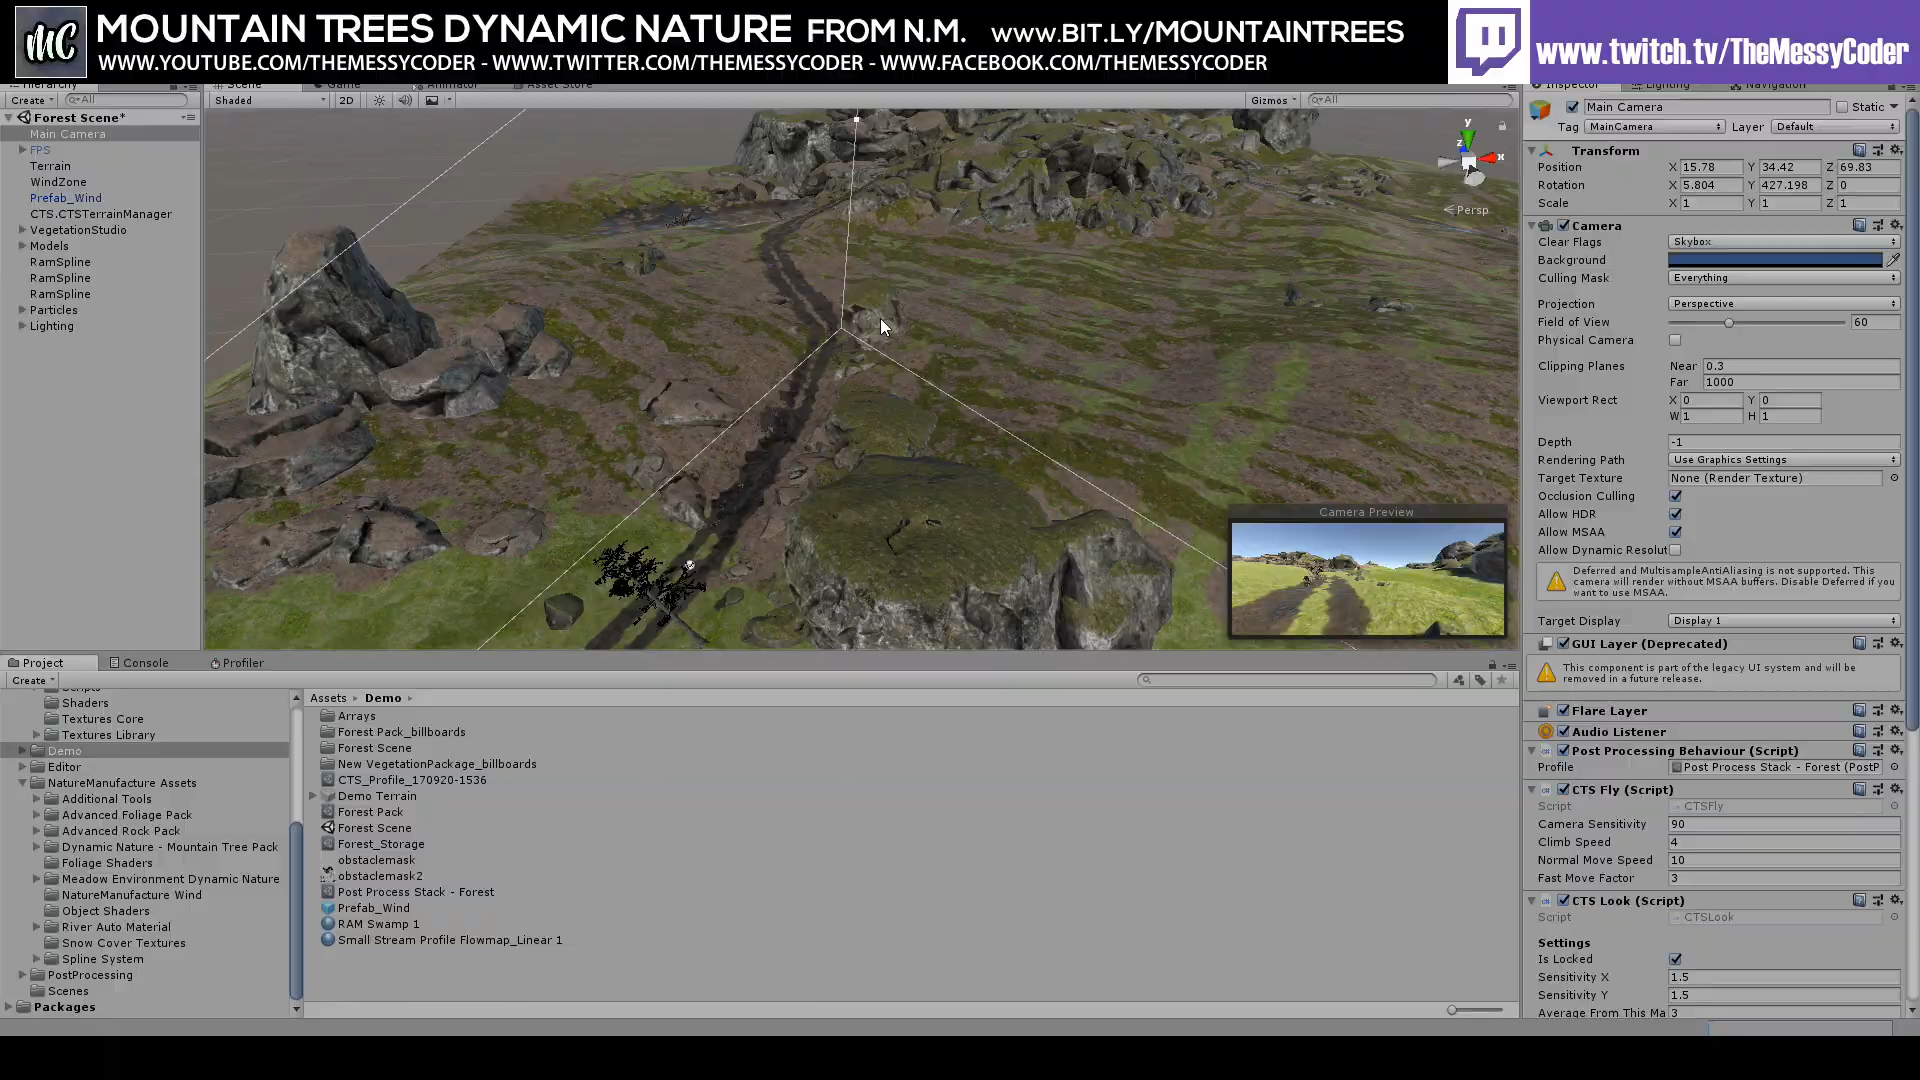 MC MOUNTAIN TREES DYNAMIC NATURE FROM N.M. WWW.BIT.LY/MOUNTAINTREES
WWW.YOUTUBE.COM/THEMESSYCODER - WWW.TWITTER.COM/THEMESSYCODER - WWW.FACEBOOK.COM/THEMESSYCODER
www.twitch.tv/TheMessyCoder
Hierarchy
Scene
Game
Animator
Asset Store
Inspector
Lighting
Navigation
Create
All
Shaded
2D
Gizmos
All
Forest Scene*
Main Camera
FPS
Terrain
WindZone
Prefab_Wind
CTS.CTSTerrainManager
VegetationStudio
Models
RamSpline
RamSpline
RamSpline
Particles
Lighting
y
z
x
Persp
Camera Preview
Main Camera
Static
Tag MainCamera Layer Default
Transform
Position X 15.78 Y 34.42 Z 69.83
Rotation X 5.804 Y 427.198 Z 0
Scale X 1 Y 1 Z 1
Camera
Clear Flags Skybox
Background
Culling Mask Everything
Projection Perspective
Field of View 60
Physical Camera
Clipping Planes Near 0.3
Far 1000
Viewport Rect X 0 Y 0
W 1 H 1
Depth -1
Rendering Path Use Graphics Settings
Target Texture None (Render Texture)
Occlusion Culling
Allow HDR
Allow MSAA
Allow Dynamic Resolut
Deferred and MultisampleAntiAliasing is not supported. This
camera will render without MSAA buffers. Disable Deferred if you
want to use MSAA.
Target Display Display 1
GUI Layer (Deprecated)
This component is part of the legacy UI system and will be
removed in a future release.
Flare Layer
Audio Listener
Post Processing Behaviour (Script)
Profile Post Process Stack - Forest (PostP
CTS Fly (Script)
Script CTSFly
Camera Sensitivity 90
Climb Speed 4
Normal Move Speed 10
Fast Move Factor 3
CTS Look (Script)
Script CTSLook
Settings
Is Locked
Sensitivity X 1.5
Sensitivity Y 1.5
Average From This Ma 3
Project
Console
Profiler
Create
Scripts
Shaders
Textures Core
Textures Library
Demo
Editor
NatureManufacture Assets
Additional Tools
Advanced Foliage Pack
Advanced Rock Pack
Dynamic Nature - Mountain Tree Pack
Foliage Shaders
Meadow Environment Dynamic Nature
NatureManufacture Wind
Object Shaders
River Auto Material
Snow Cover Textures
Spline System
PostProcessing
Scenes
Packages
Assets Demo
Arrays
Forest Pack_billboards
Forest Scene
New VegetationPackage_billboards
CTS_Profile_170920-1536
Demo Terrain
Forest Pack
Forest Scene
Forest_Storage
obstaclemask
obstaclemask2
Post Process Stack - Forest
Prefab_Wind
RAM Swamp 1
Small Stream Profile Flowmap_Linear 1